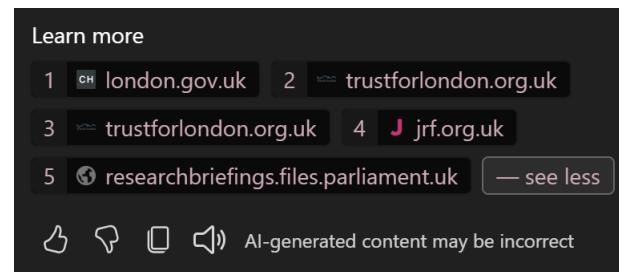 Learn more
1 CH london.gov.uk 2 trustforlondon.org.uk
3 trustforlondon.org.uk 4 J jrf.org.uk
5 researchbriefings.files.parliament.uk — see less
AI-generated content may be incorrect